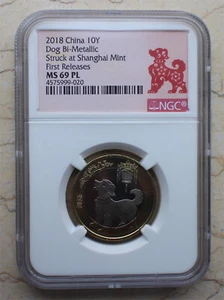 2018 China 10Y
Dog Bi-Metallic
Struck at Shanghai Mint
First Releases
MS 69 PL
4575999-020
NGC